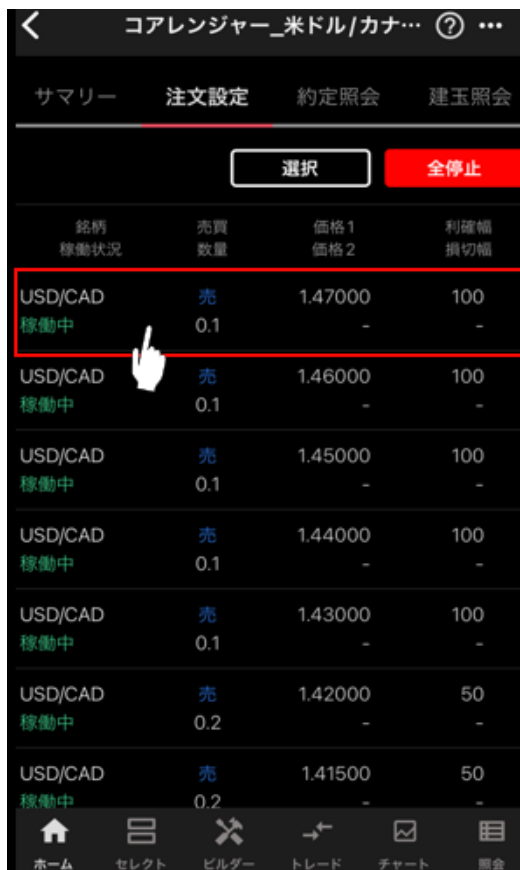 コアレンジャー_米ドル/カナ… ? …
サマリー 注文設定 約定照会 建玉照会
選択 全停止
銘柄 売買 価格1 利確幅
稼働状況 数量 価格2 損切幅
USD/CAD 売 1.47000 100
稼働中 0.1 - -
USD/CAD 売 1.46000 100
稼働中 0.1 - -
USD/CAD 売 1.45000 100
稼働中 0.1 - -
USD/CAD 売 1.44000 100
稼働中 0.1 - -
USD/CAD 売 1.43000 100
稼働中 0.1 - -
USD/CAD 売 1.42000 50
稼働中 0.2 - -
USD/CAD 売 1.41500 50
稼働中 0.2 - -
ホーム セレクト ビルダー トレード チャート 照会